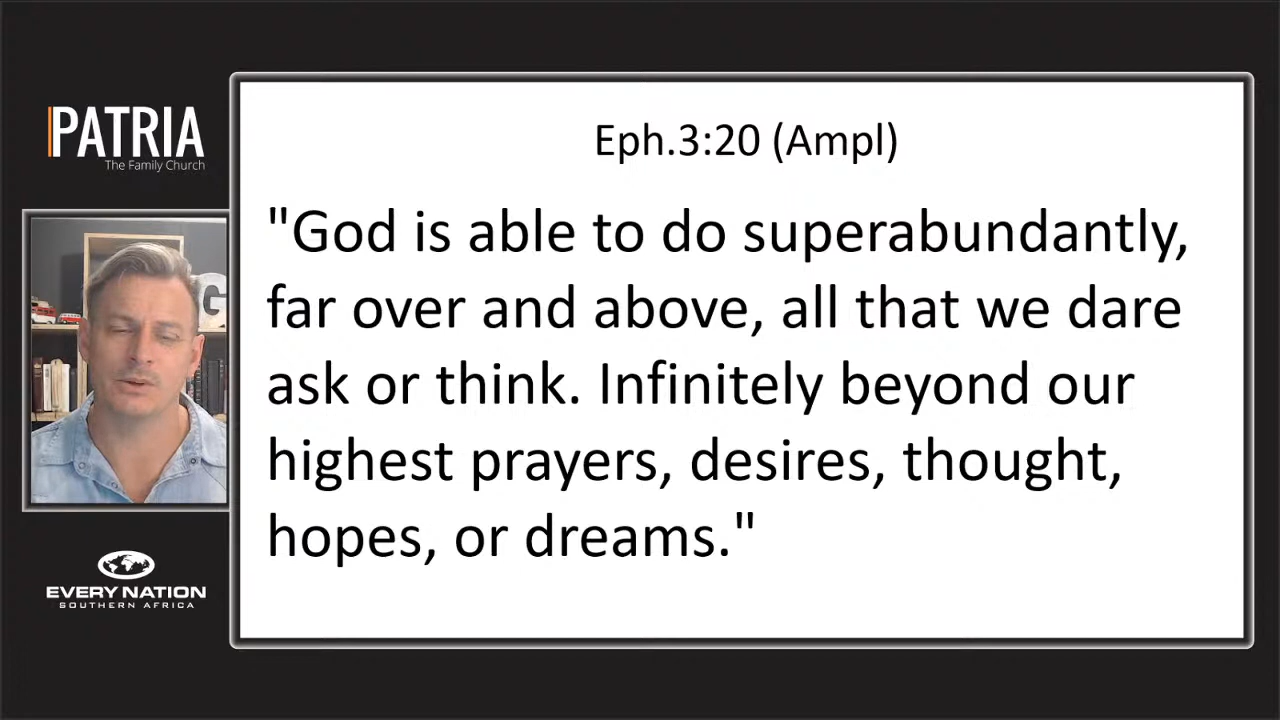 PATRIA
The Family Church
G
EVERY NATION
SOUTHERN AFRICA
Eph.3:20 (Ampl)
"God is able to do superabundantly,
far over and above, all that we dare
ask or think. Infinitely beyond our
highest prayers, desires, thought,
hopes, or dreams."